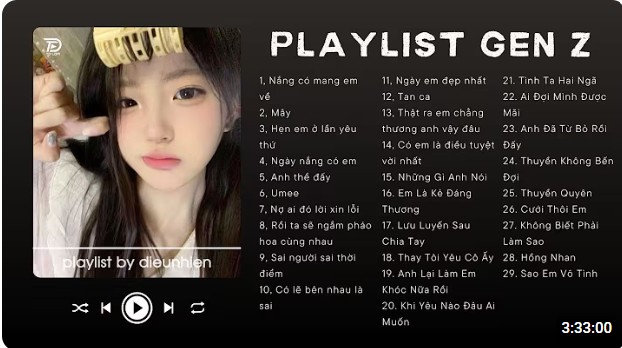 PLAYLIST GEN Z
playlist by dieunhien
1, Nắng có mang em
về
2, Mây
3, Hẹn em ở lần yêu
thứ
4, Ngày nắng có em
5, Anh thề đấy
6, Umee
7, Nợ ai đó lời xin lỗi
8, Rồi ta sẽ ngắm pháo
hoa cùng nhau
9, Sai người sai thời
điểm
10, Có lẽ bên nhau là
sai
11, Ngày em đẹp nhất
12, Tan ca
13, Thật ra em chẳng
thương anh vậy đâu
14, Có em là điều tuyệt
vời nhất
15. Những Gì Anh Nói
16. Em Là Kẻ Đáng
Thương
17. Lưu Luyến Sau
Chia Tay
18. Thay Tôi Yêu Cô Ấy
19. Anh Lại Làm Em
Khóc Nữa Rồi
20. Khi Yêu Nào Đâu Ai
Muốn
21. Tình Ta Hai Ngã
22. Ai Đợi Mình Được
Mãi
23. Anh Đã Từ Bỏ Rồi
Đấy
24. Thuyền Không Bến
Đợi
25. Thuyền Quyên
26. Cưới Thôi Em
27. Không Biết Phải
Làm Sao
28. Hồng Nhan
29. Sao Em Vô Tình
3:33:00